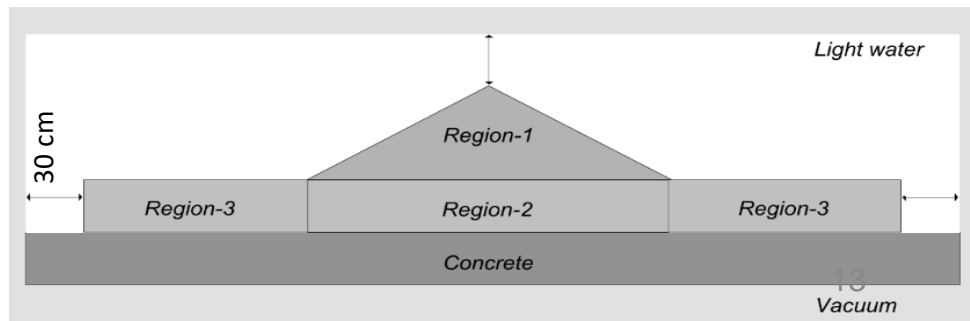 Light water
30 cm
Region-1
Region-3
Region-2
Region-3
Concrete
13
Vacuum